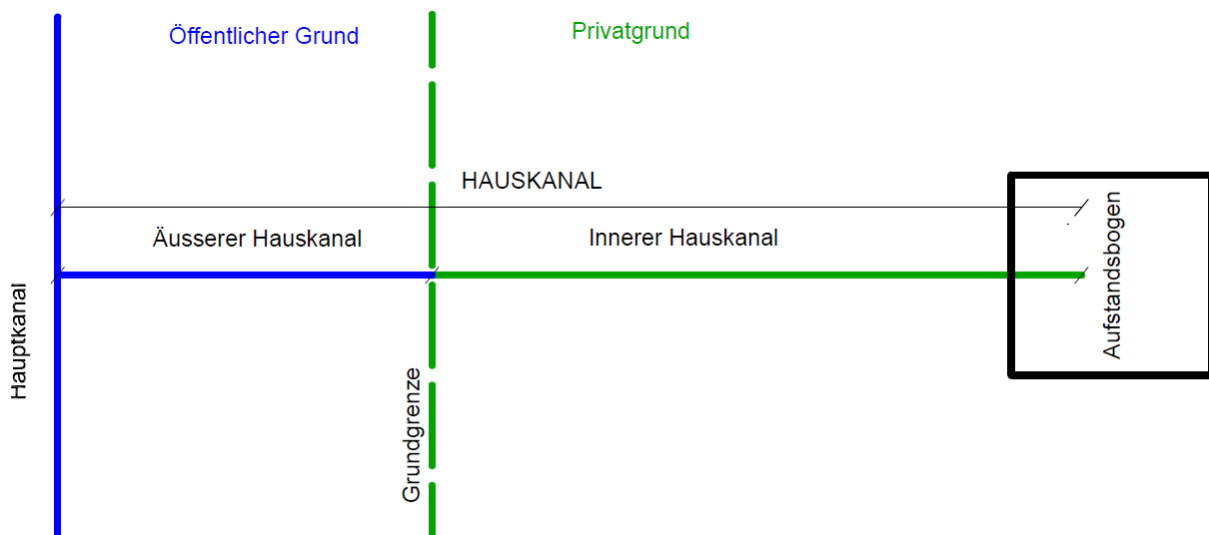 Öffentlicher Grund
Privatgrund
HAUSKANAL
Äusserer Hauskanal
Innerer Hauskanal
Aufstandsbogen
Hauptkanal
Grundgrenze